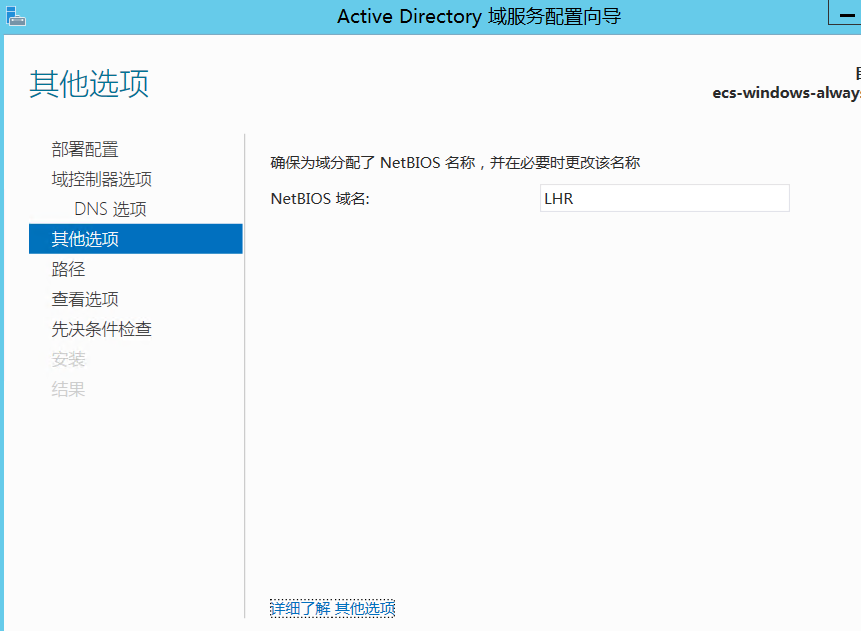 Active Directory 域服务配置向导
其他选项
ecs-windows-always
部署配置
域控制器选项
DNS 选项
其他选项
路径
查看选项
先决条件检查
安装
结果
确保为域分配了 NetBIOS 名称，并在必要时更改该名称
NetBIOS 域名: LHR
详细了解 其他选项